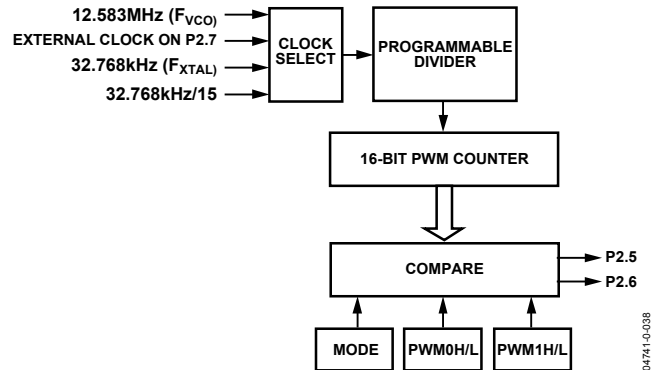 12.583MHz (FVCO)
EXTERNAL CLOCK ON P2.7
32.768kHz (FXTAL)
32.768kHz/15
CLOCK
SELECT
PROGRAMMABLE
DIVIDER
16-BIT PWM COUNTER
COMPARE
P2.5
P2.6
MODE
PWM0H/L
PWM1H/L
04741-0-038